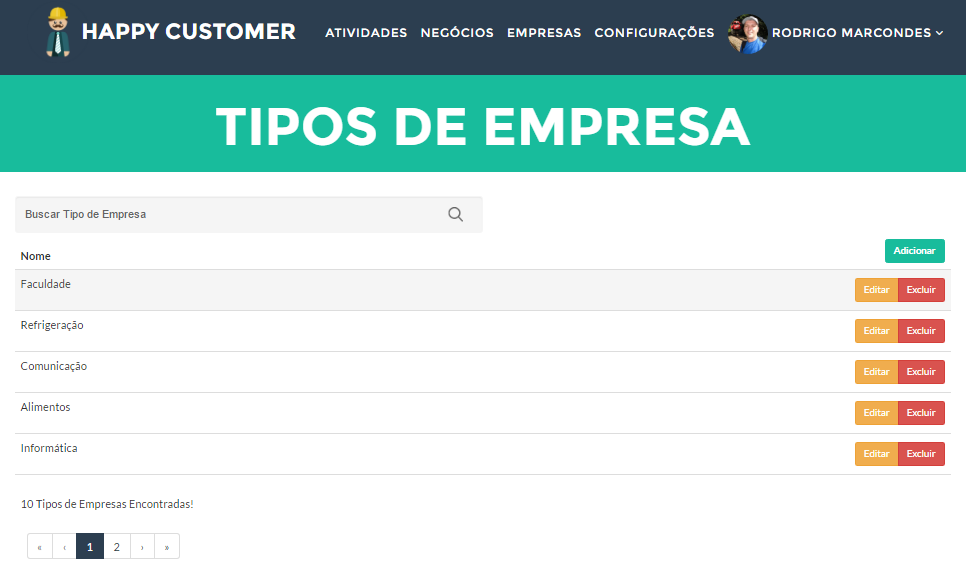 HAPPY CUSTOMER ATIVIDADES NEGÓCIOS EMPRESAS CONFIGURAÇÕES RODRIGO MARCONDES
TIPOS DE EMPRESA
Buscar Tipo de Empresa
Nome Adicionar
Faculdade Editar Excluir
Refrigeração Editar Excluir
Comunicação Editar Excluir
Alimentos Editar Excluir
Informática Editar Excluir
10 Tipos de Empresas Encontradas!
« ‹ 1 2 › »